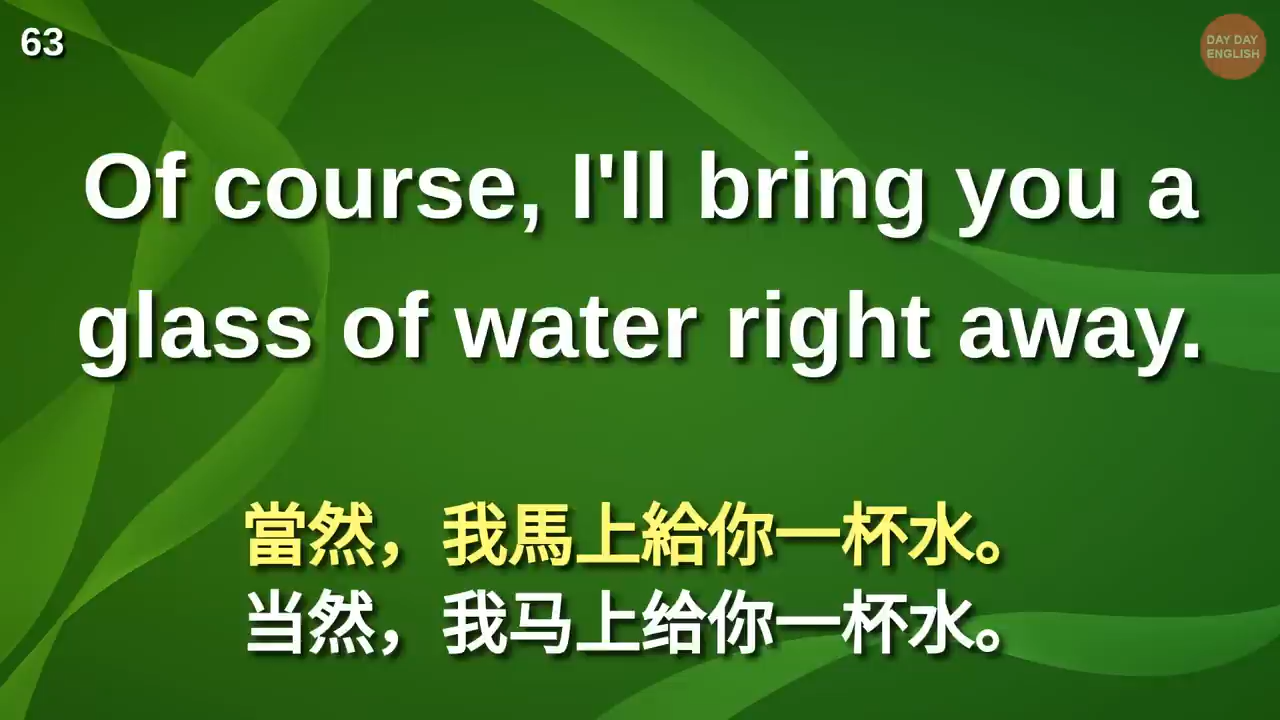 63
DAY DAY
ENGLISH
Of course, I'll bring you a
glass of water right away.
當然，我馬上給你一杯水。
当然，我马上给你一杯水。